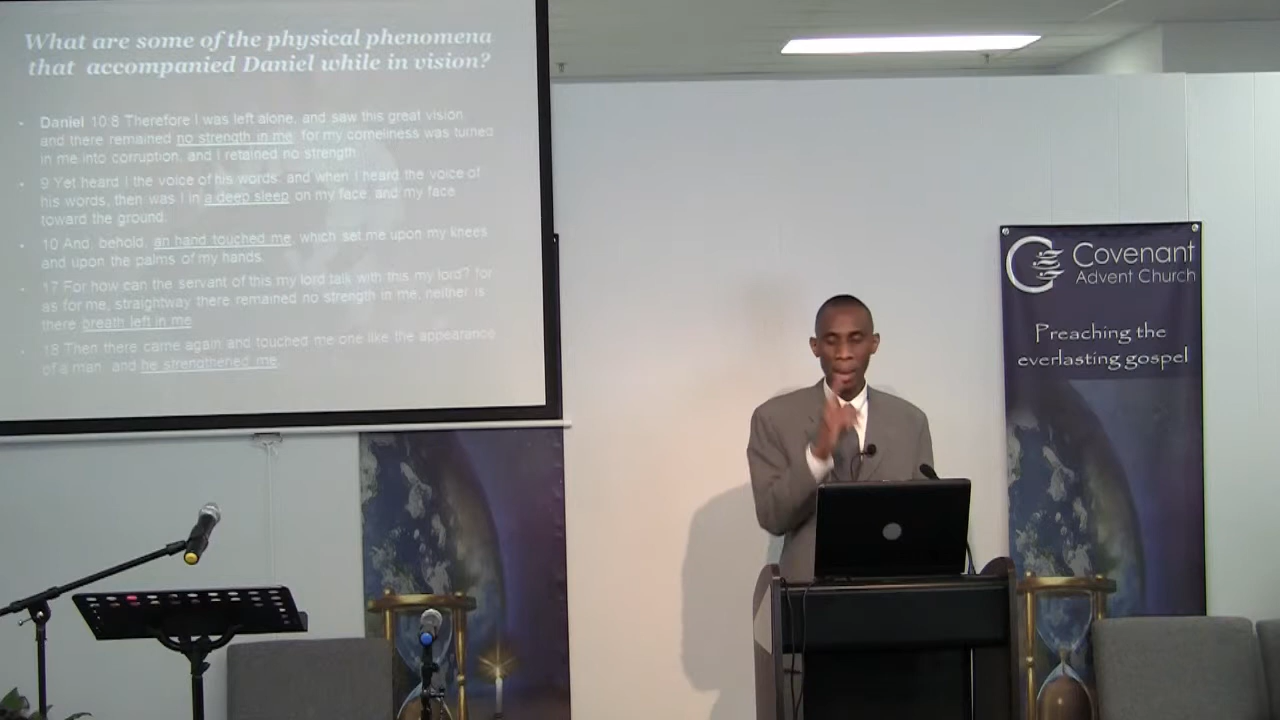 What are some of the physical phenomena
that accompanied Daniel while in vision?
• Daniel 10:8 Therefore I was left alone, and saw this great vision,
and there remained no strength in me: for my comeliness was turned
in me into corruption, and I retained no strength.
• 9 Yet heard I the voice of his words: and when I heard the voice of
his words, then was I in a deep sleep on my face, and my face
toward the ground.
• 10 And, behold, an hand touched me, which set me upon my knees
and upon the palms of my hands.
• 17 For how can the servant of this my lord talk with this my lord? for
as for me, straightway there remained no strength in me, neither is
there breath left in me.
• 18 Then there came again and touched me one like the appearance
of a man, and he strengthened me,
Covenant
Advent Church
Preaching the
everlasting gospel